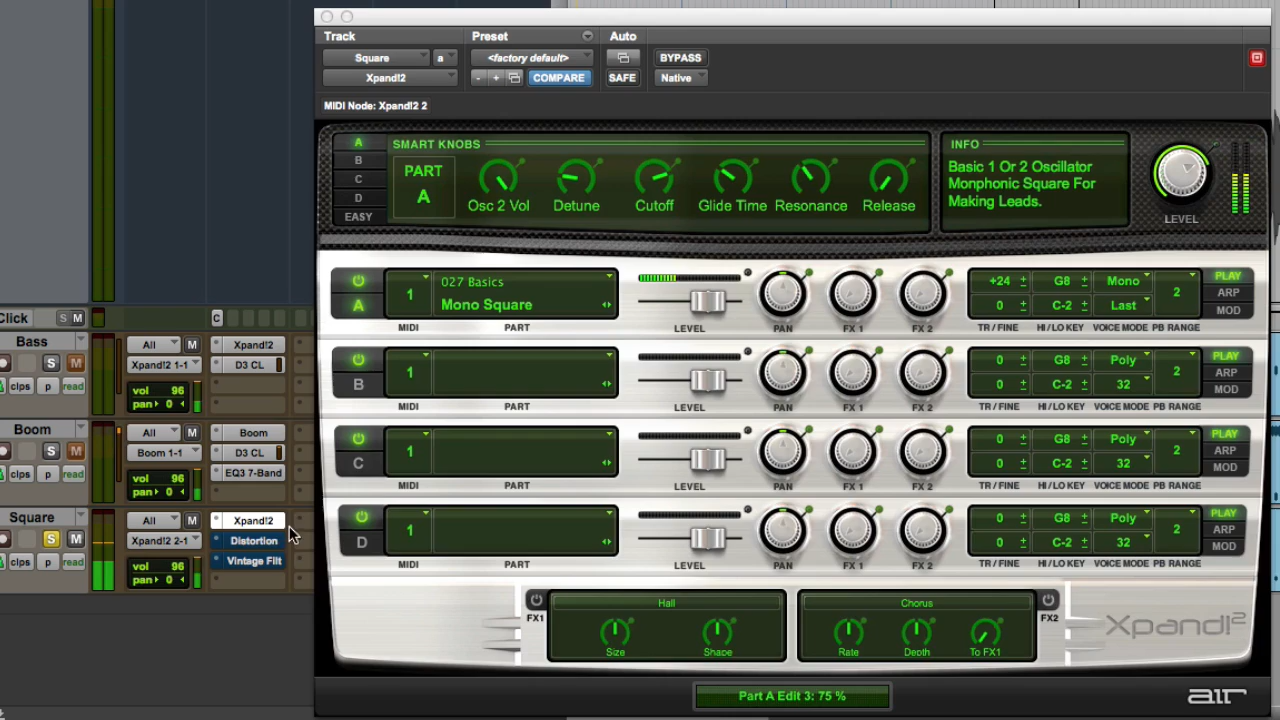 Track Preset Auto
Square a <factory default> BYPASS
Xpand!2 - + COMPARE SAFE Native
MIDI Node: Xpand!2 2
A SMART KNOBS INFO
B
C
D
EASY
PART A
Osc 2 Vol Detune Cutoff Glide Time Resonance Release
Basic 1 Or 2 Oscillator
Monphonic Square For
Making Leads.
LEVEL
A 1 027 Basics +24 G8 Mono 2 PLAY
Mono Square 0 C-2 Last ARP
MOD
MIDI PART LEVEL PAN FX 1 FX 2 TR / FINE HI / LO KEY VOICE MODE PB RANGE
B 1 0 G8 Poly 2 PLAY
0 C-2 32 ARP
MOD
MIDI PART LEVEL PAN FX 1 FX 2 TR / FINE HI / LO KEY VOICE MODE PB RANGE
C 1 0 G8 Poly 2 PLAY
0 C-2 32 ARP
MOD
MIDI PART LEVEL PAN FX 1 FX 2 TR / FINE HI / LO KEY VOICE MODE PB RANGE
D 1 0 G8 Poly 2 PLAY
0 C-2 32 ARP
MOD
MIDI PART LEVEL PAN FX 1 FX 2 TR / FINE HI / LO KEY VOICE MODE PB RANGE
FX1 Hall Chorus FX2
Size Shape Rate Depth To FX1
Xpand!2
Part A Edit 3: 75 %
air
Click S M C
Bass All M Xpand!2
S M Xpand!2 1-1 D3 CL
clips p read vol 96
pan 0
Boom All M Boom
S M Boom 1-1 D3 CL
clips p read vol 96 EQ3 7-Band
pan 0
Square All M Xpand!2
S M Xpand!2 2-1 Distortion
clips p read vol 96 Vintage Filt
pan 0